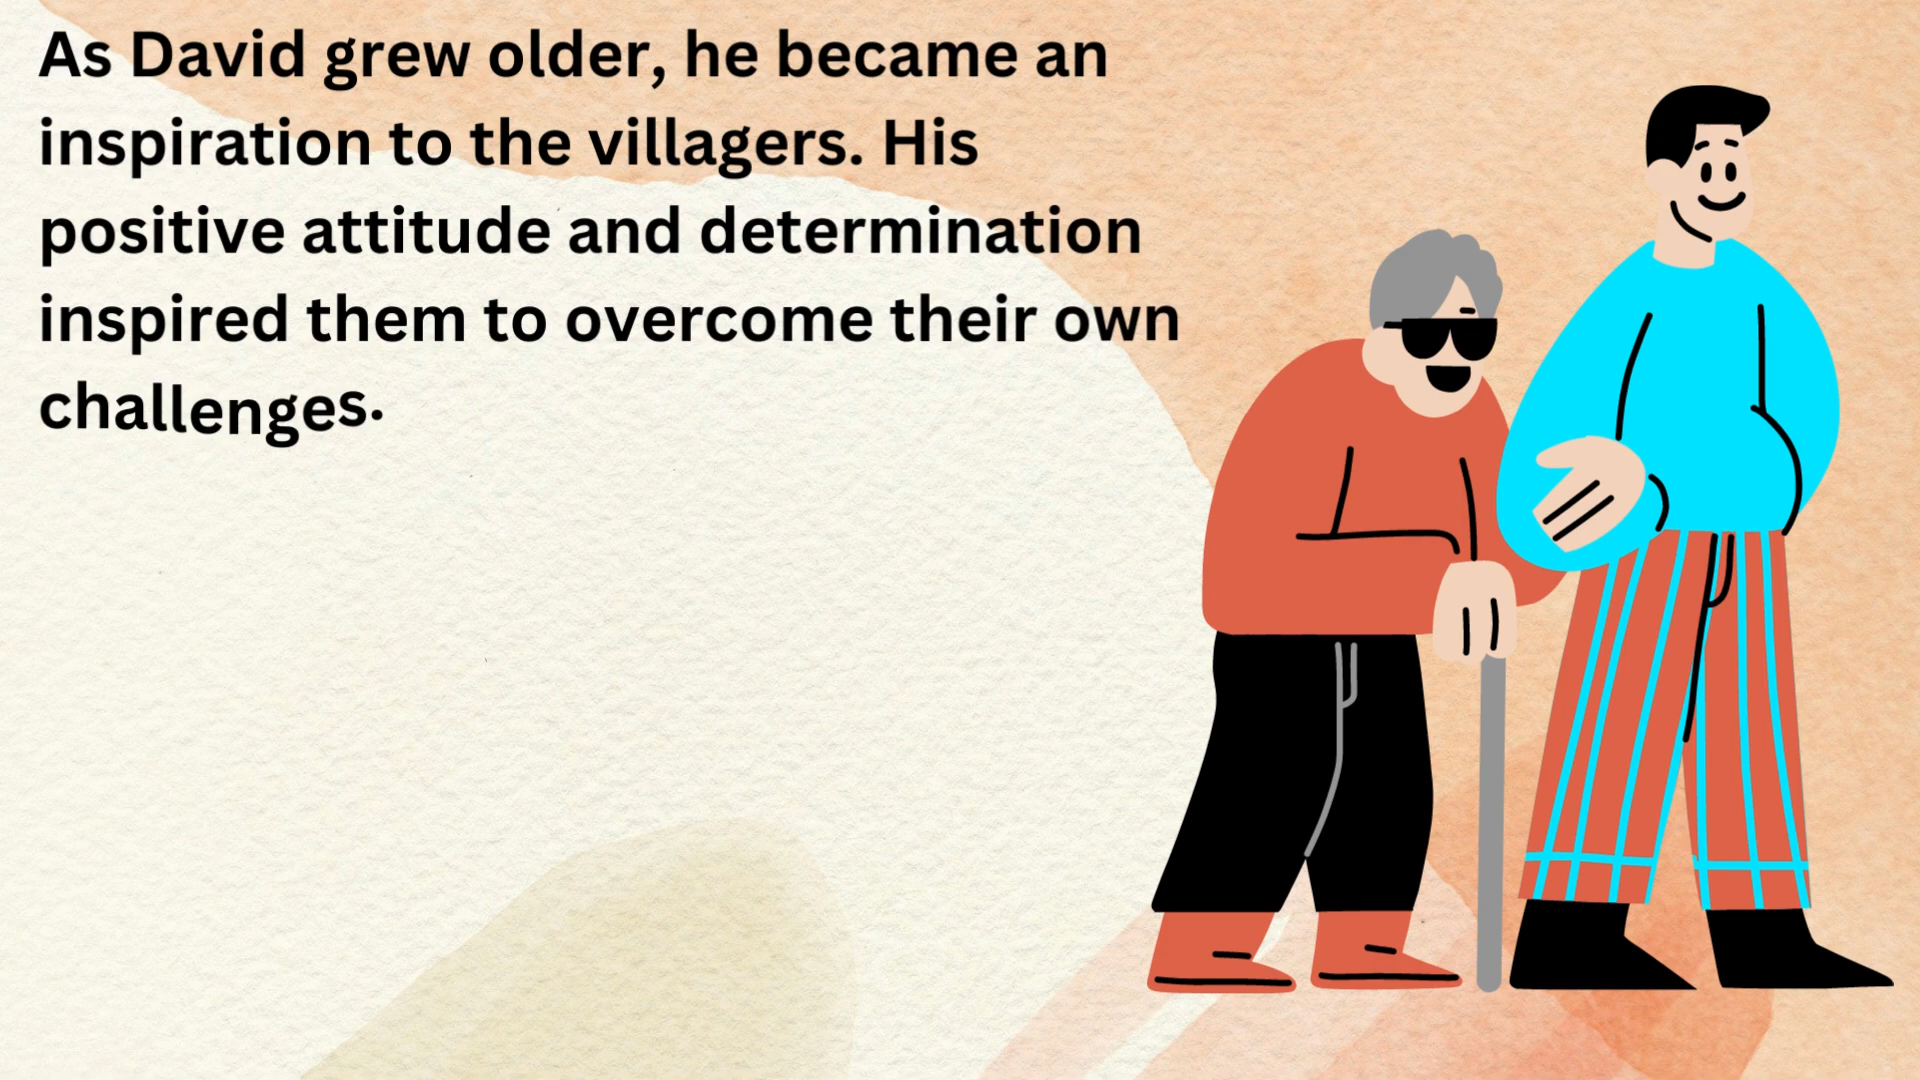 As David grew older, he became an
inspiration to the villagers. His
positive attitude and determination
inspired them to overcome their own
challenges.